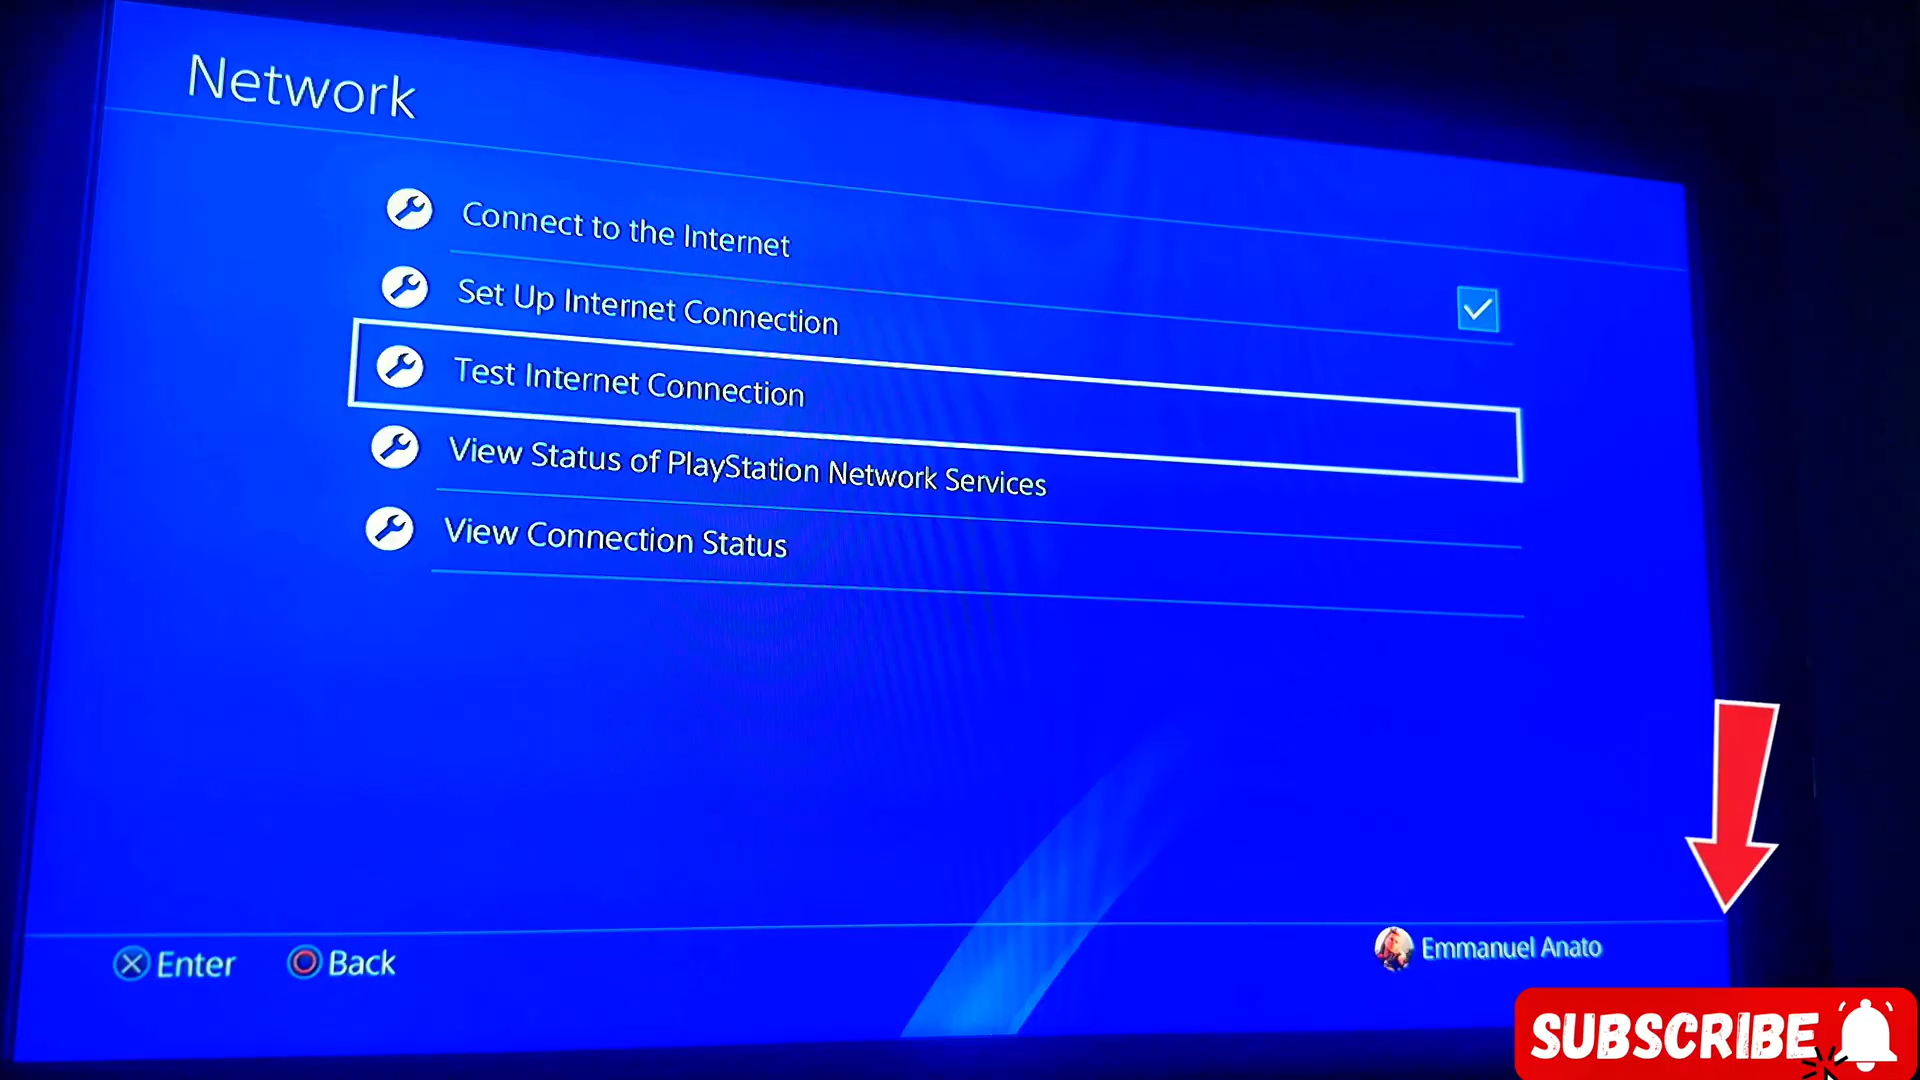 Network
Connect to the Internet
Set Up Internet Connection
Test Internet Connection
View Status of PlayStation Network Services
View Connection Status
Enter
Back
Emmanuel Anato
SUBSCRIBE